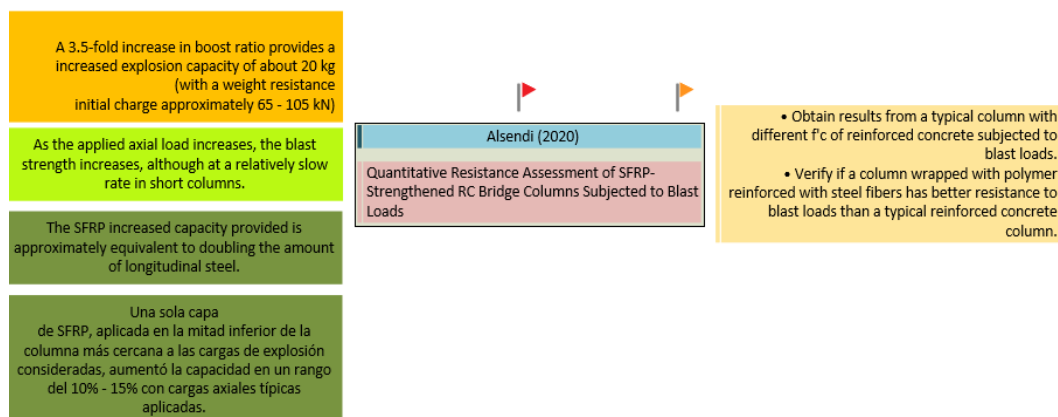 A 3.5-fold increase in boost ratio provides a
increased explosion capacity of about 20 kg
(with a weight resistance
initial charge approximately 65 - 105 kN)
As the applied axial load increases, the blast
strength increases, although at a relatively slow
rate in short columns.
The SFRP increased capacity provided is
approximately equivalent to doubling the amount
of longitudinal steel.
Una sola capa
de SFRP, aplicada en la mitad inferior de la
columna más cercana a las cargas de explosión
consideradas, aumentó la capacidad en un rango
del 10% - 15% con cargas axiales típicas
aplicadas.
Alsendi (2020)
Quantitative Resistance Assessment of SFRP-
Strengthened RC Bridge Columns Subjected to Blast
Loads
• Obtain results from a typical column with
different f'c of reinforced concrete subjected to
blast loads.
• Verify if a column wrapped with polymer
reinforced with steel fibers has better resistance to
blast loads than a typical reinforced concrete
column.